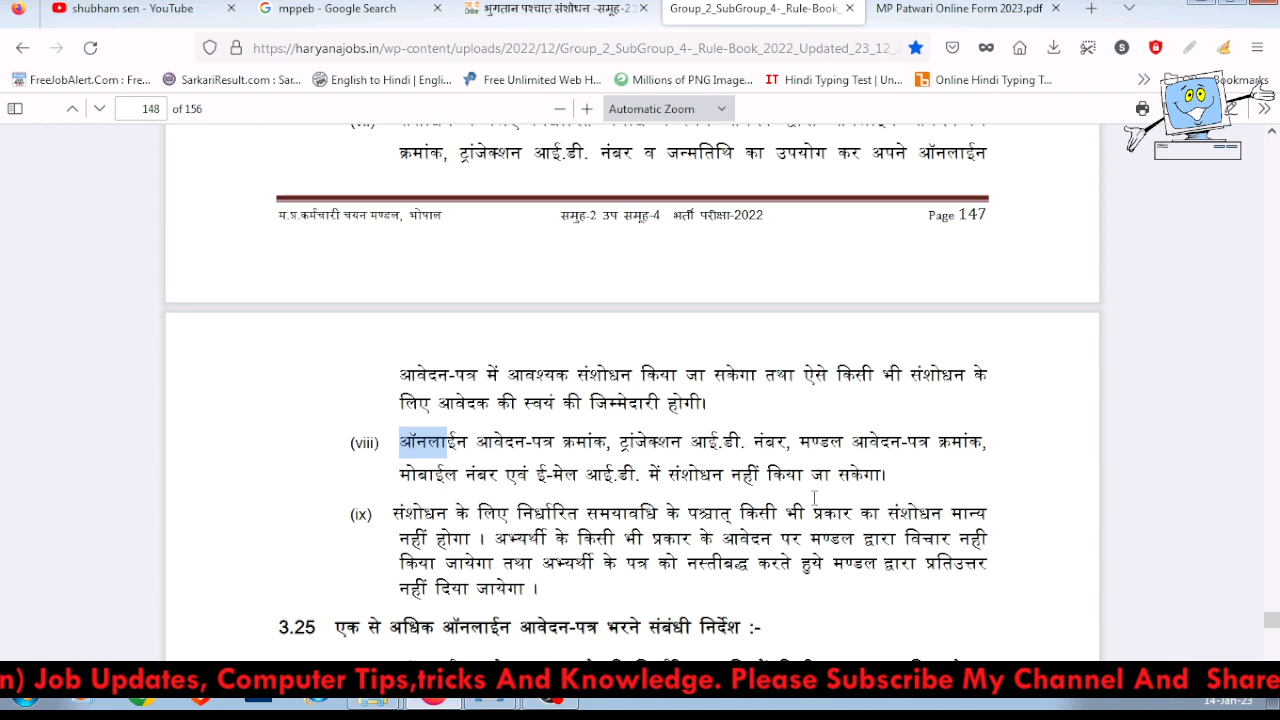 shubham sen - YouTube × mppeb - Google Search × भुगतान पश्चात संशोधन -समूह-2 × Group_2_SubGroup_4-_Rule-Book_ × MP Patwari Online Form 2023.pdf × +
https://haryanajobs.in/wp-content/uploads/2022/12/Group_2_SubGroup_4-_Rule-Book_2022_Updated_23_12_2
FreeJobAlert.Com : Fre... SarkariResult.com : Sar... English to Hindi | Engli... Free Unlimited Web H... Millions of PNG Image... IT Hindi Typing Test | Un... Online Hindi Typing T... Bookmarks
148 of 156 Automatic Zoom
क्रमांक, ट्रांजेक्शन आई.डी. नंबर व जन्मतिथि का उपयोग कर अपने ऑनलाईन
म.प्र.कर्मचारी चयन मण्डल, भोपाल समुह-2 उप समूह-4 भर्ती परीक्षा-2022 Page 147
आवेदन-पत्र में आवश्यक संशोधन किया जा सकेगा तथा ऐसे किसी भी संशोधन के
लिए आवेदक की स्वयं की जिम्मेदारी होगी।
(viii) ऑनलाईन आवेदन-पत्र क्रमांक, ट्रांजेक्शन आई.डी. नंबर, मण्डल आवेदन-पत्र क्रमांक,
मोबाईल नंबर एवं ई-मेल आई.डी. में संशोधन नहीं किया जा सकेगा।
(ix) संशोधन के लिए निर्धारित समयावधि के पश्चात् किसी भी प्रकार का संशोधन मान्य
नहीं होगा । अभ्यर्थी के किसी भी प्रकार के आवेदन पर मण्डल द्वारा विचार नही
किया जायेगा तथा अभ्यर्थी के पत्र को नस्तीबद्ध करते हुये मण्डल द्वारा प्रतिउत्तर
नहीं दिया जायेगा ।
3.25 एक से अधिक ऑनलाईन आवेदन-पत्र भरने संबंधी निर्देश :-
n) Job Updates, Computer Tips,tricks And Knowledge. Please Subscribe My Channel And Share
14-Jan-23